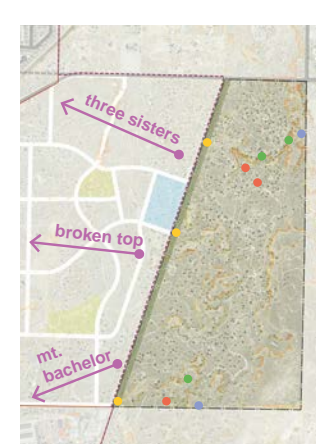 three sisters
broken top
mt.
bachelor